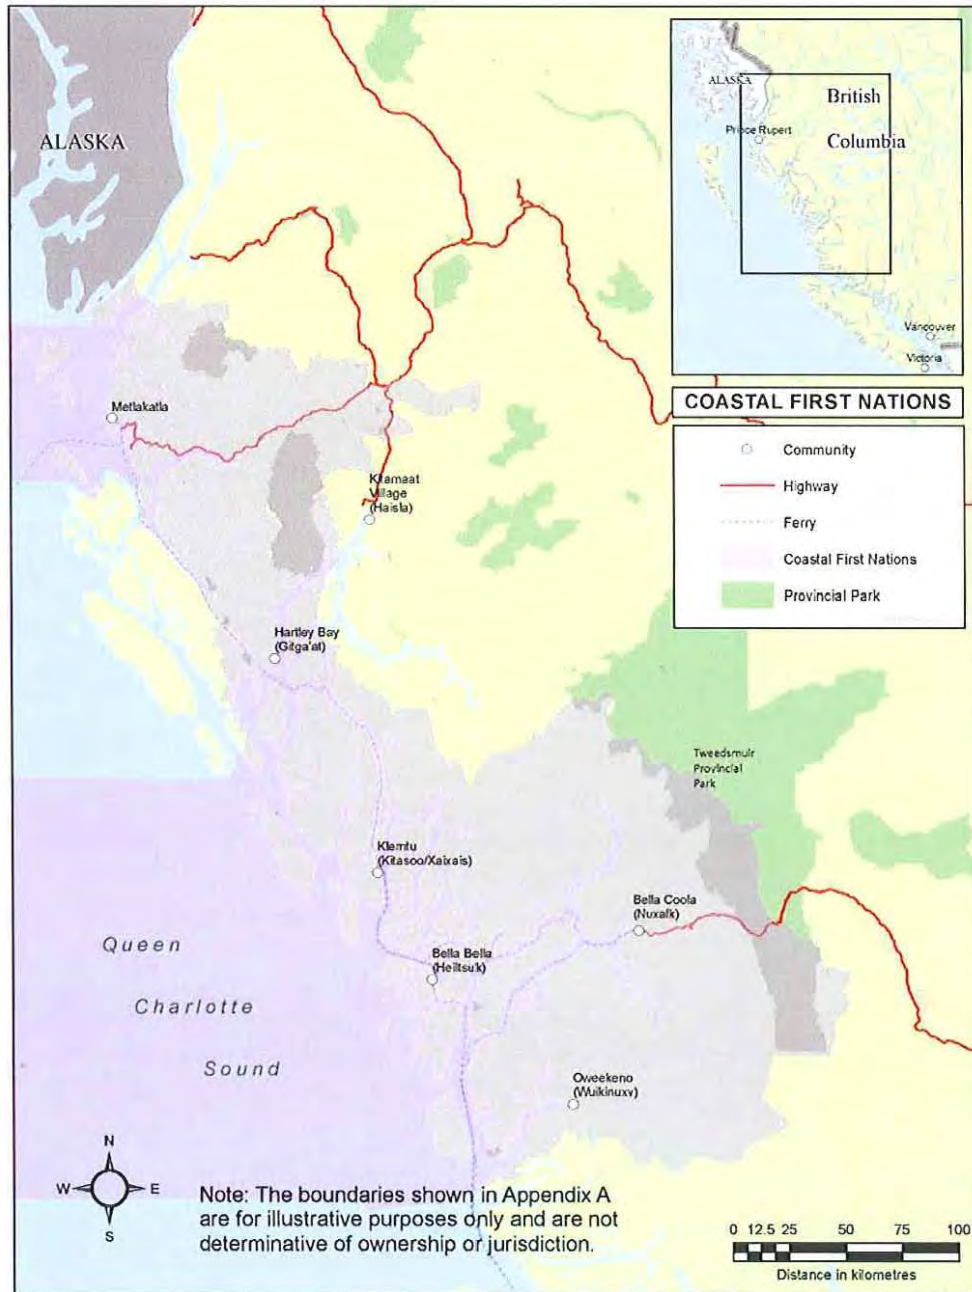 ALASKA
ALASKA
British
Columbia
Prince Rupert
Vancouver
Victoria
COASTAL FIRST NATIONS
Community
Highway
Ferry
Coastal First Nations
Provincial Park
Metlakatla
Kitamaat
Village
(Haisla)
Hartley Bay
(Gitga'at)
Tweedsmuir
Provincial
Park
Klemtu
(Kitasoo/Xaixais)
Bella Coola
(Nuxalk)
Bella Bella
(Heiltsuk)
Queen
Charlotte
Sound
Oweekeno
(Wuikinuxv)
N
W
E
S
Note: The boundaries shown in Appendix A
are for illustrative purposes only and are not
determinative of ownership or jurisdiction.
0 12.5 25 50 75 100
Distance in kilometres